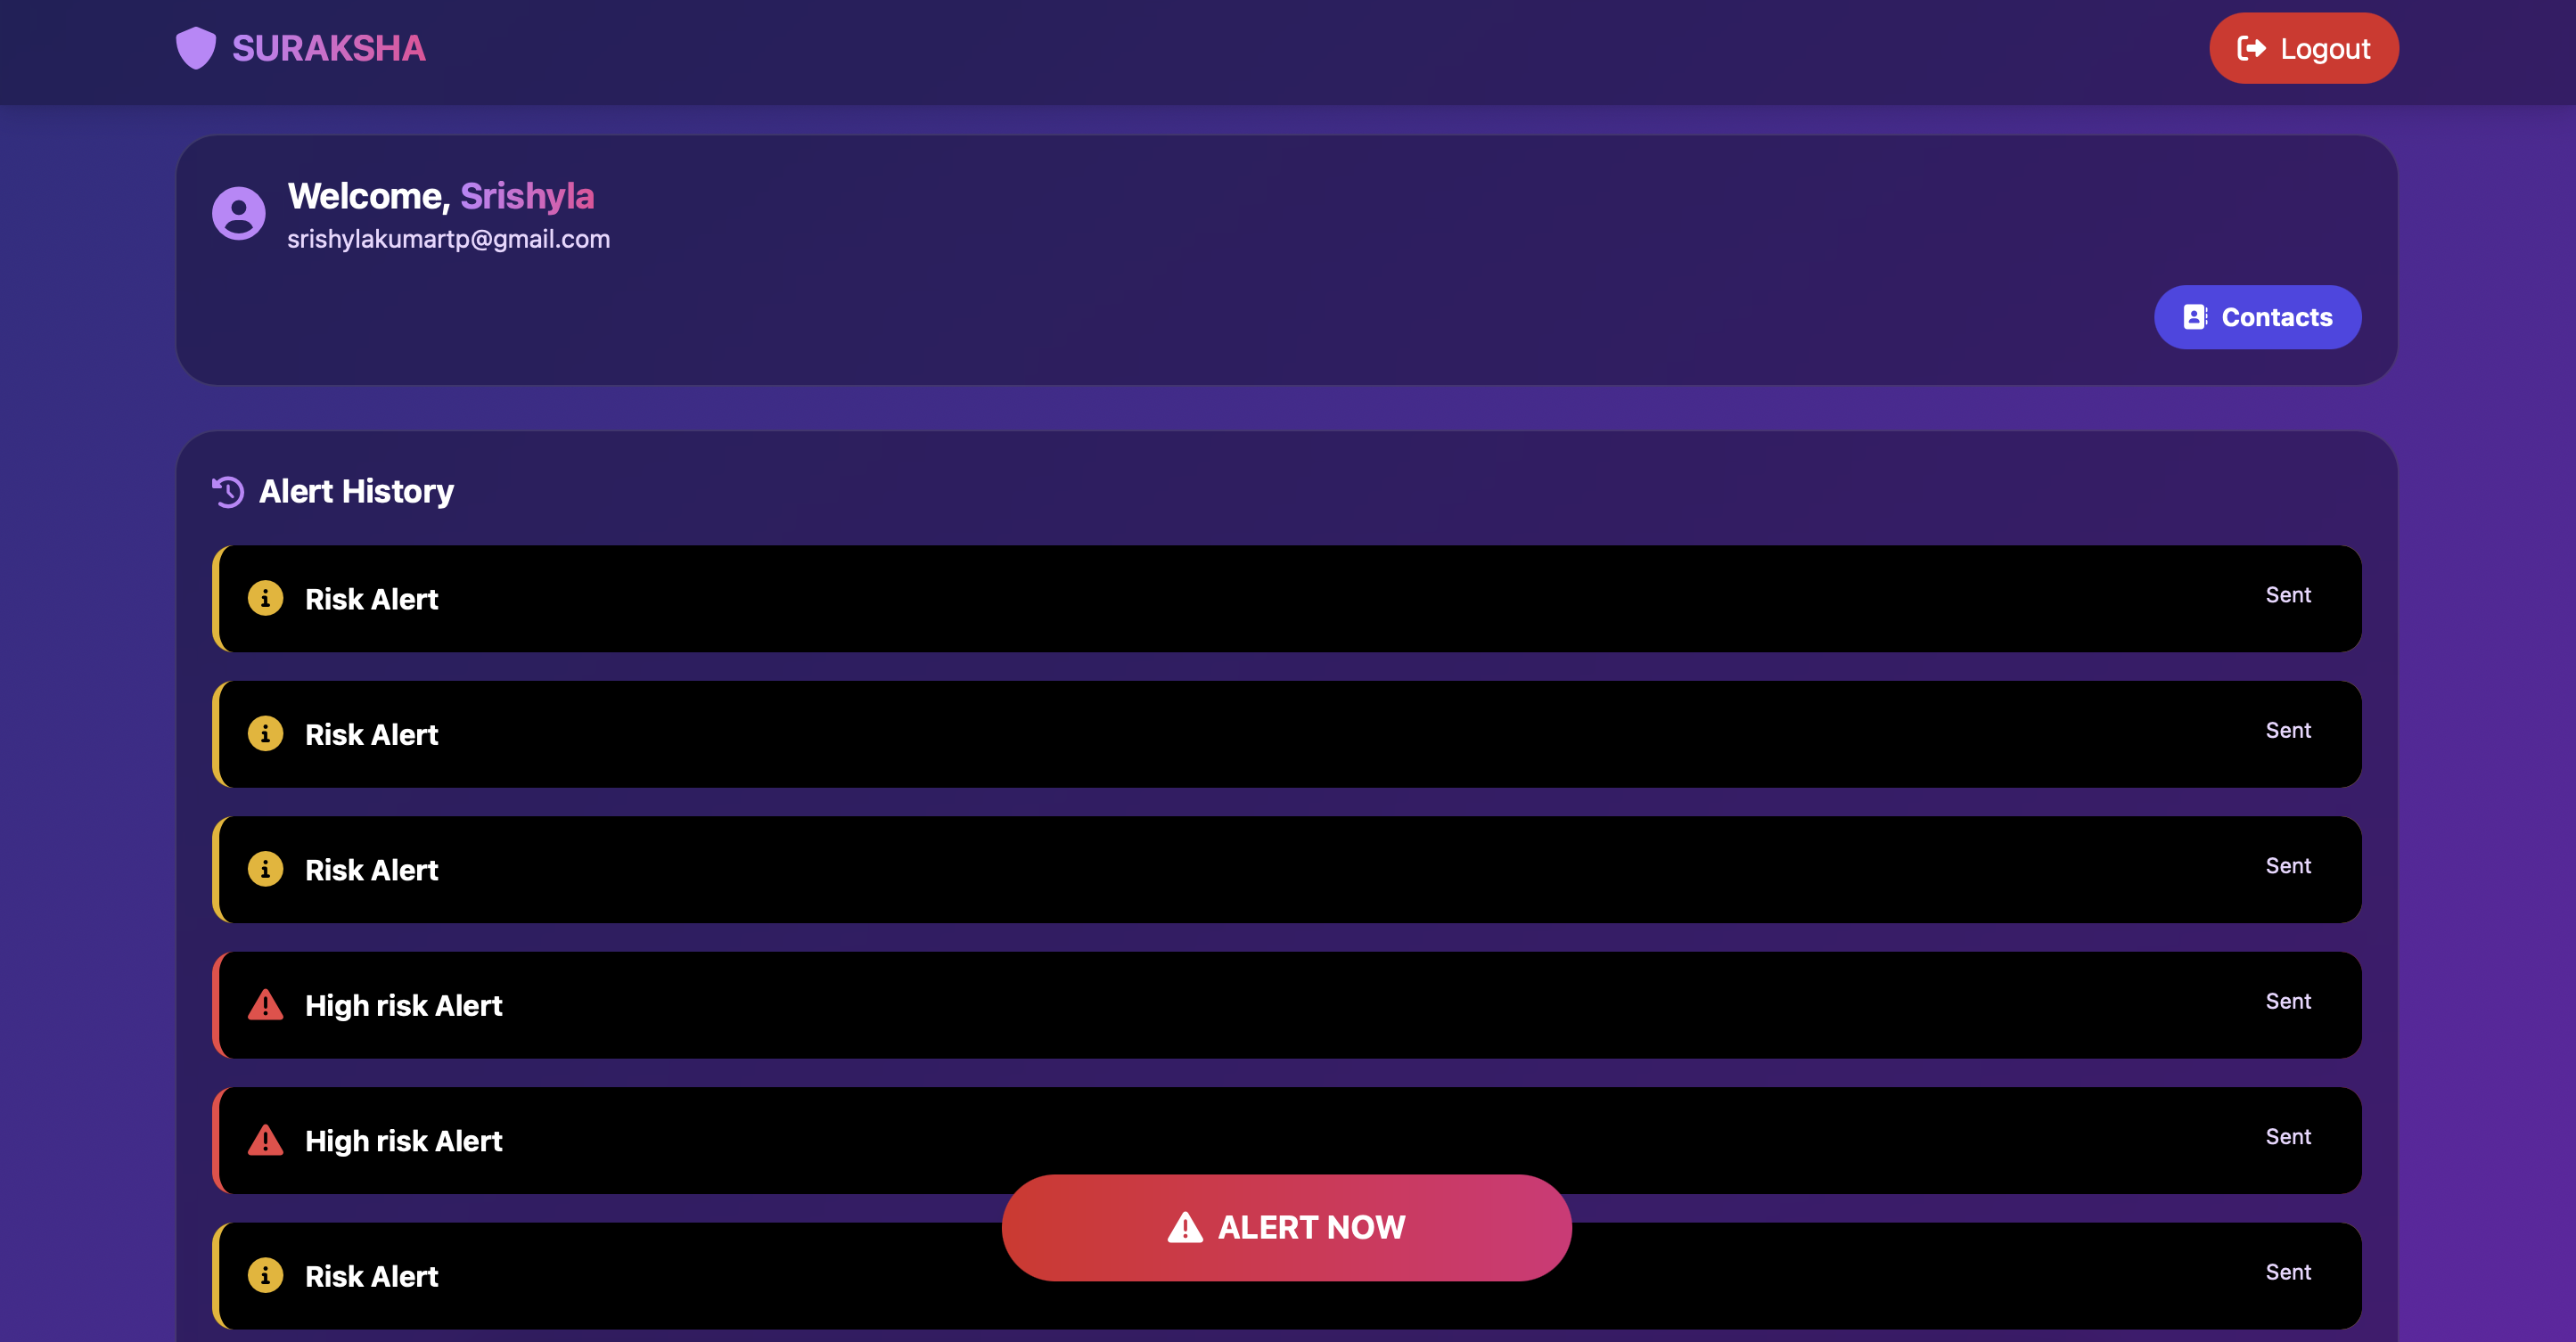 SURAKSHA
Logout
Welcome, Srishyla
srishylakumartp@gmail.com
Contacts
Alert History
Risk Alert Sent
Risk Alert Sent
Risk Alert Sent
High risk Alert Sent
High risk Alert Sent
ALERT NOW
Risk Alert Sent